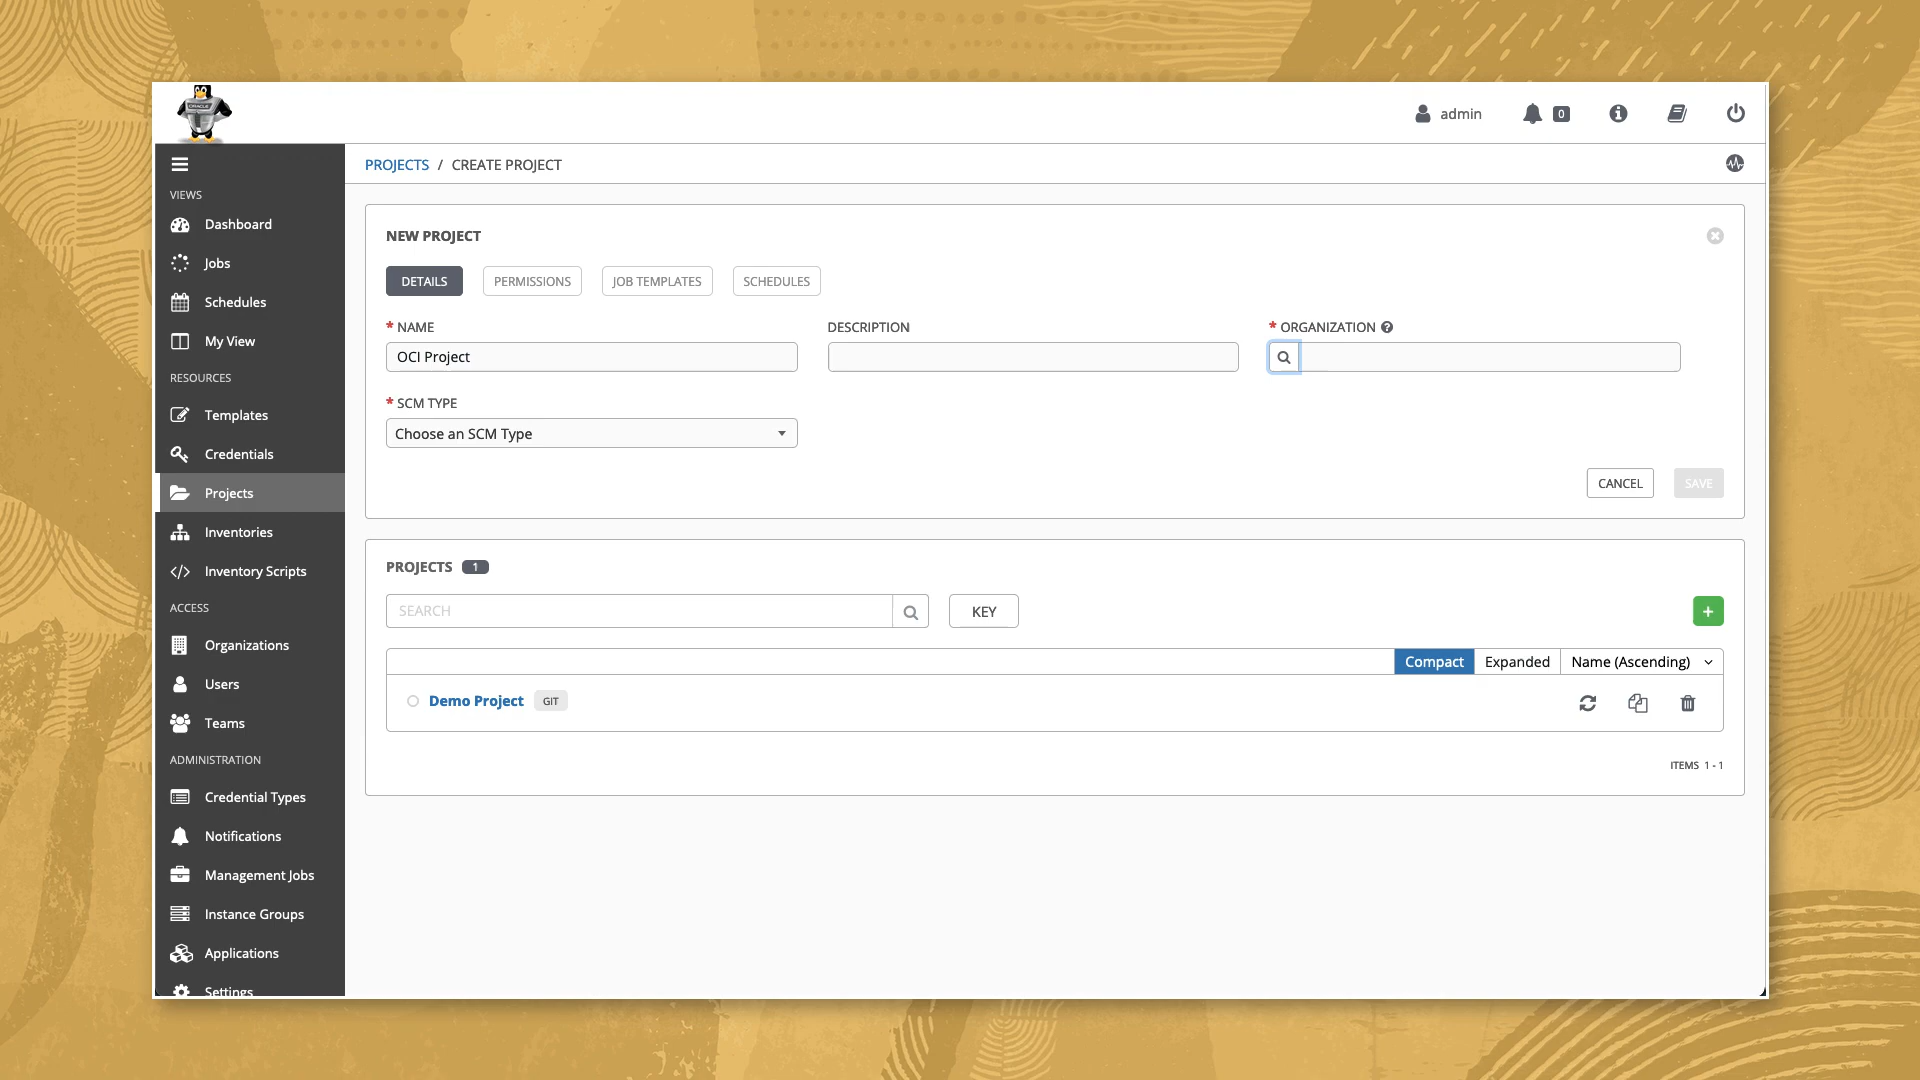 ORACLE
admin
0
PROJECTS / CREATE PROJECT
VIEWS
Dashboard
Jobs
Schedules
My View
RESOURCES
Templates
Credentials
Projects
Inventories
Inventory Scripts
ACCESS
Organizations
Users
Teams
ADMINISTRATION
Credential Types
Notifications
Management Jobs
Instance Groups
Applications
Settings
NEW PROJECT
DETAILS PERMISSIONS JOB TEMPLATES SCHEDULES
* NAME DESCRIPTION * ORGANIZATION
OCI Project
* SCM TYPE
Choose an SCM Type
CANCEL SAVE
PROJECTS 1
SEARCH KEY +
Compact Expanded Name (Ascending)
Demo Project GIT
ITEMS 1 - 1